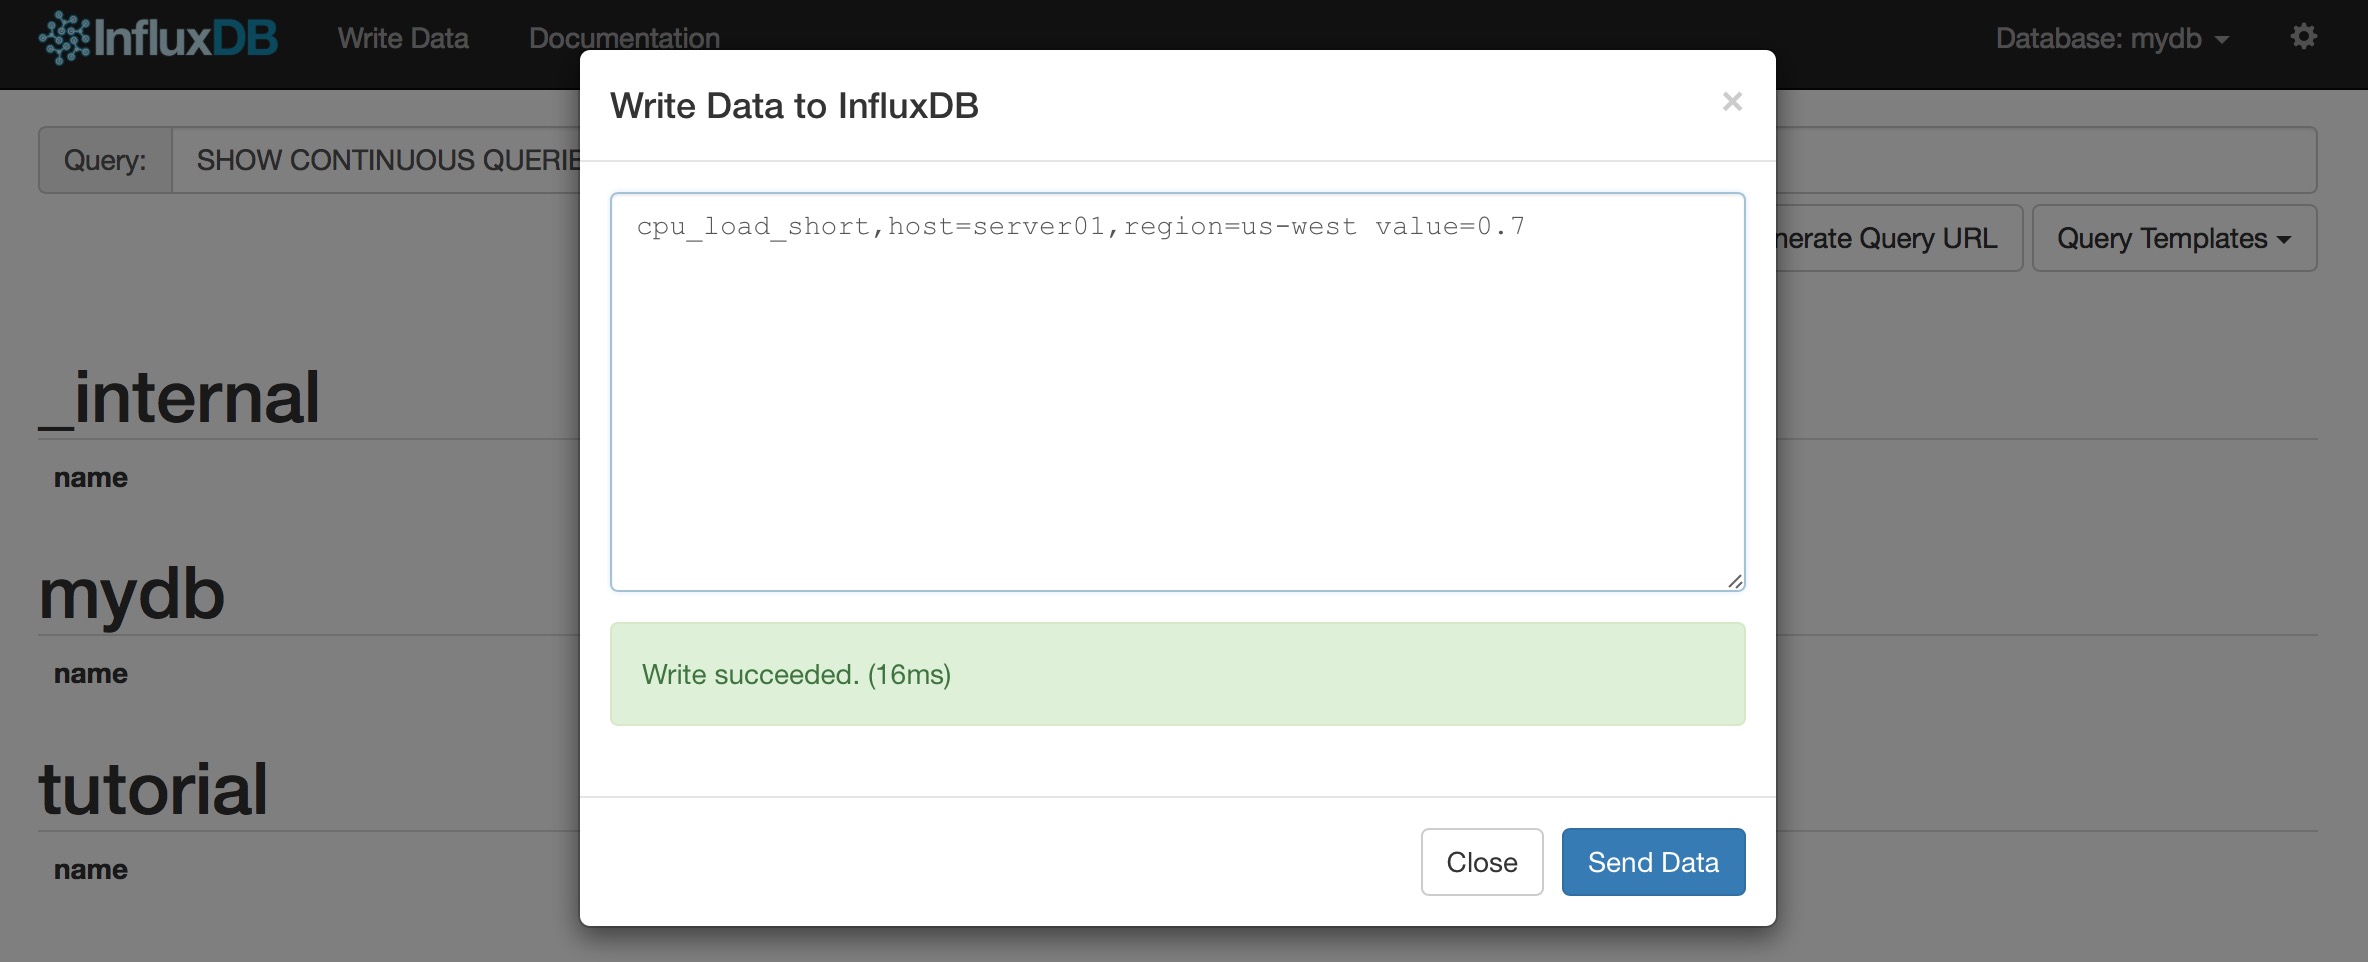 InfluxDB Write Data Documentation Database: mydb
Write Data to InfluxDB ×
Query: SHOW CONTINUOUS
cpu_load_short,host=server01,region=us-west value=0.7
Query URL Query Templates
_internal
name
mydb
name
Write succeeded. (16ms)
tutorial
name
Close Send Data